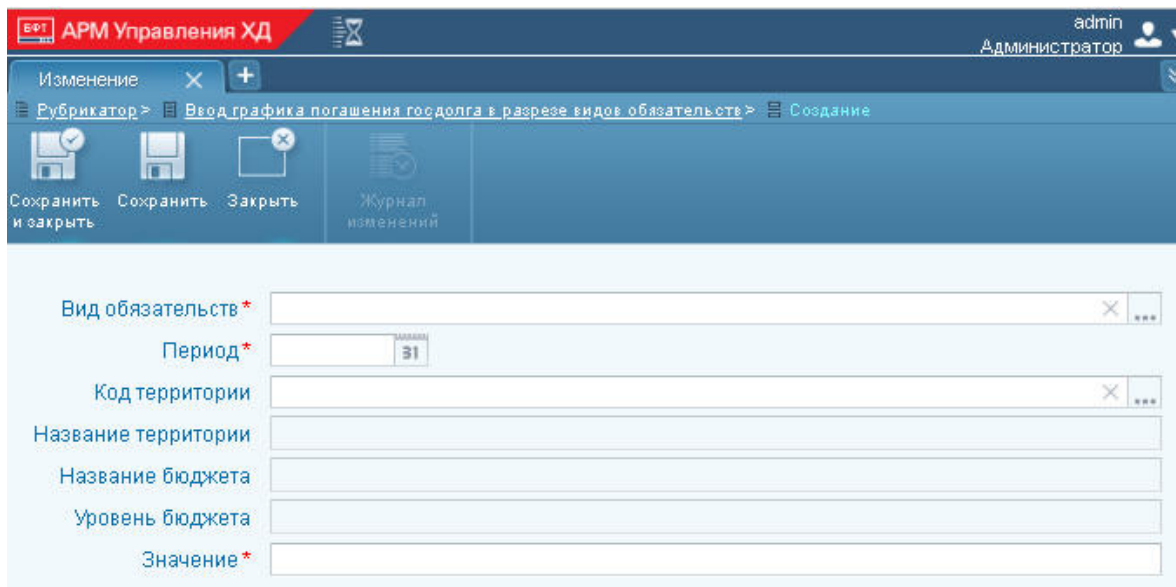 БФТ АРМ Управления ХД
admin
Администратор
Изменение
Рубрикатор > Ввод графика погашения госдолга в разрезе видов обязательств > Создание
Сохранить и закрыть
Сохранить
Закрыть
Журнал изменений
Вид обязательств*
Период* 31
Код территории
Название территории
Название бюджета
Уровень бюджета
Значение*